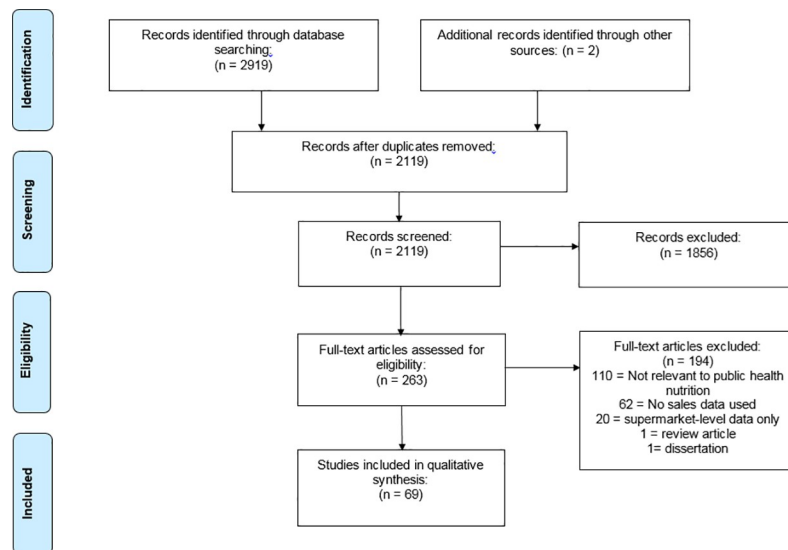 Identification
Records identified through database
searching:
(n = 2919)
Additional records identified through other
sources: (n = 2)
Records after duplicates removed:
(n = 2119)
Screening
Records screened:
(n = 2119)
Records excluded:
(n = 1856)
Eligibility
Full-text articles assessed for
eligibility:
(n = 263)
Full-text articles excluded:
(n = 194)
110 = Not relevant to public health
nutrition
62 = No sales data used
20 = supermarket-level data only
1 = review article
1= dissertation
Included
Studies included in qualitative
synthesis:
(n = 69)